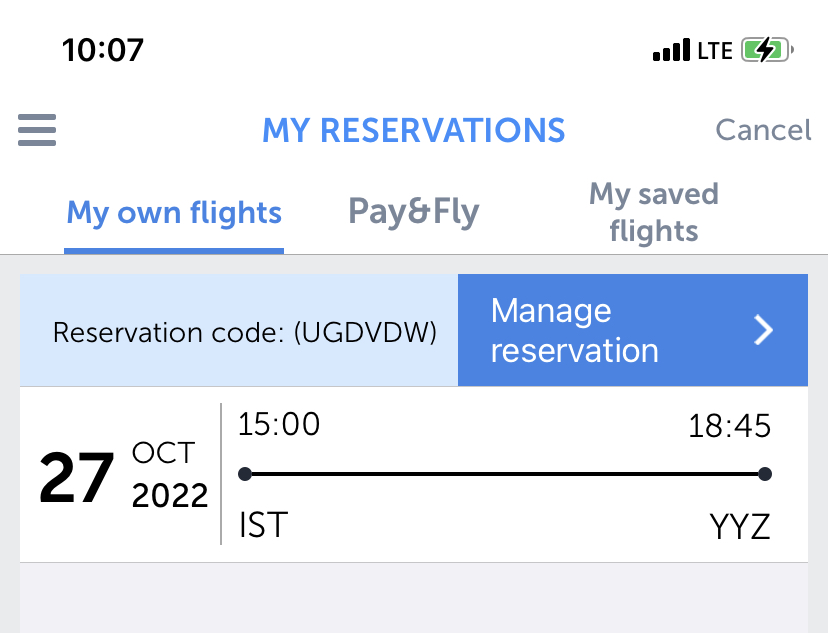 10:07 LTE
MY RESERVATIONS Cancel
My own flights Pay&Fly My saved
flights
Reservation code: (UGDVDW) Manage
reservation
27 OCT
2022
15:00 18:45
IST YYZ